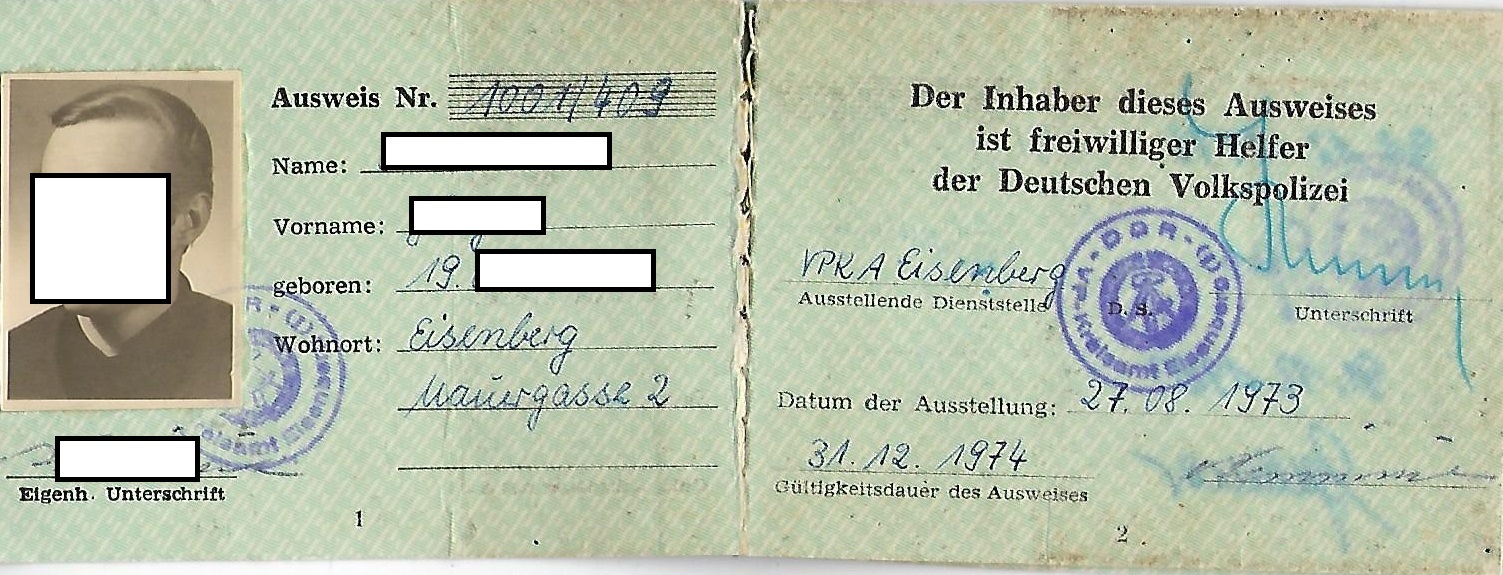 Ausweis Nr. 1001/409
Name:
Vorname:
geboren: 19.
Wohnort: Eisenberg
Mauergasse 2
Eigenh. Unterschrift
1
Der Inhaber dieses Ausweises
ist freiwilliger Helfer
der Deutschen Volkspolizei
VPKA Eisenberg
Ausstellende Dienststelle
D. S.
Unterschrift
Datum der Ausstellung: 27. 08. 1973
31. 12. 1974
Gültigkeitsdauer des Ausweises
2